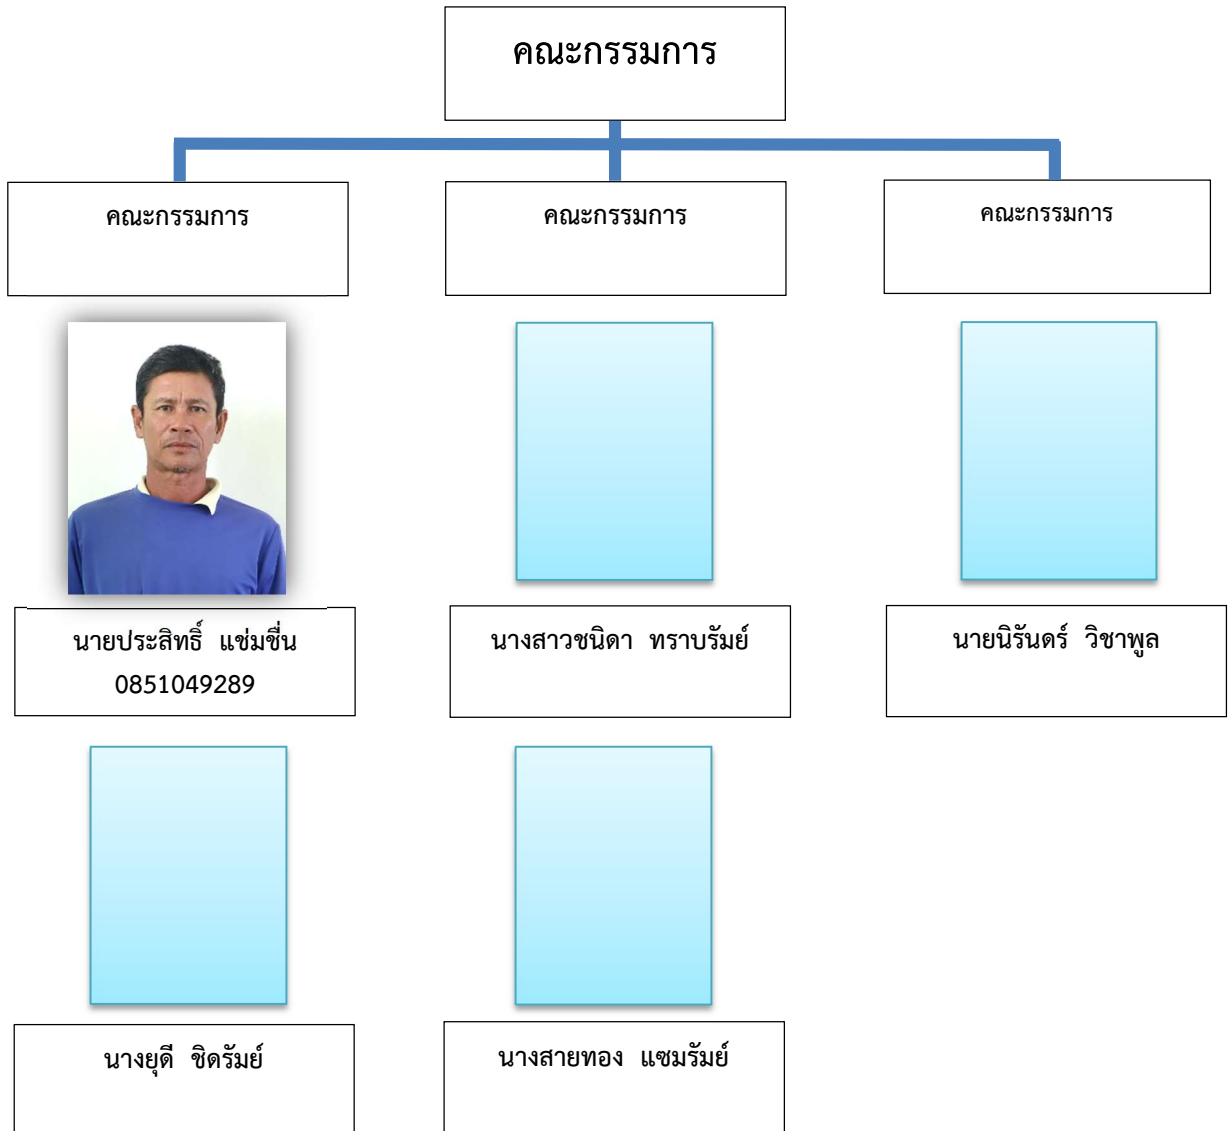 คณะกรรมการ
คณะกรรมการ
คณะกรรมการ
คณะกรรมการ
นายประสิทธิ์ แช่มชื่น
0851049289
นางสาวชนิดา ทราบรัมย์
นายนิรันดร์ วิชาพูล
นางยุดี ชิดรัมย์
นางสายทอง แซมรัมย์